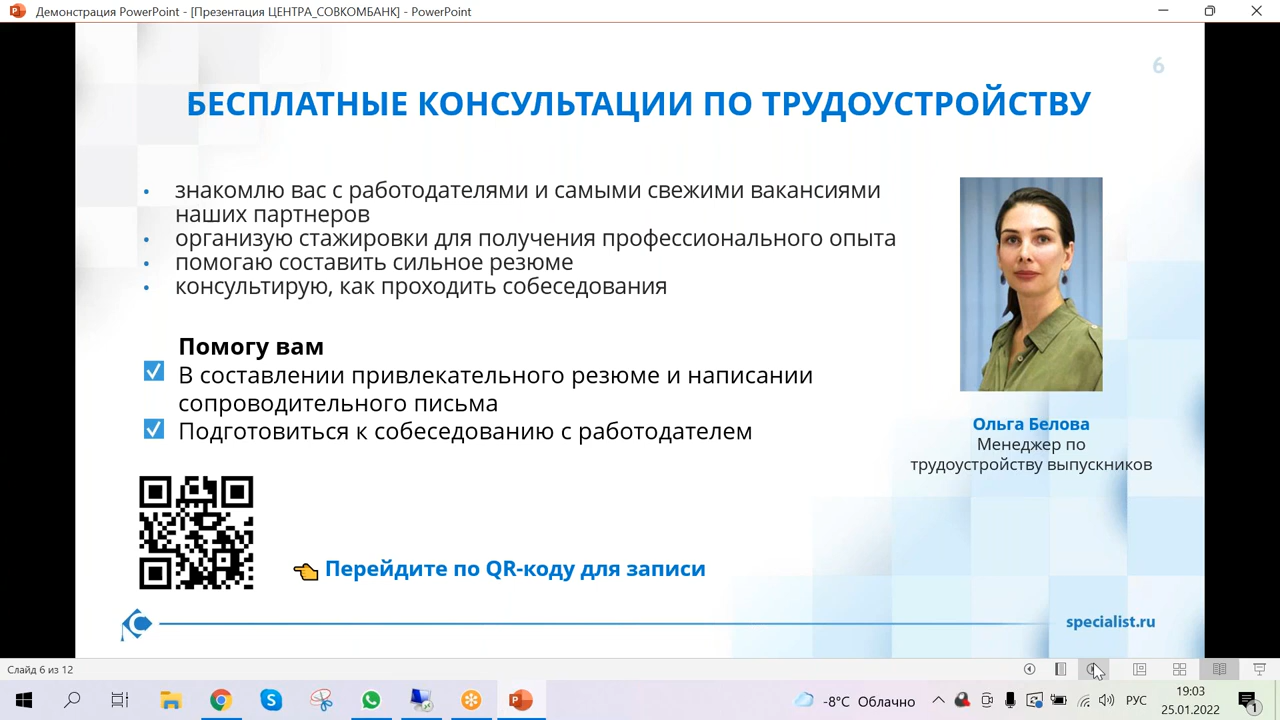 Демонстрация PowerPoint - [Презентация ЦЕНТРА_СОВКОМБАНК] - PowerPoint
6
БЕСПЛАТНЫЕ КОНСУЛЬТАЦИИ ПО ТРУДОУСТРОЙСТВУ
• знакомлю вас с работодателями и самыми свежими вакансиями
наших партнеров
• организую стажировки для получения профессионального опыта
• помогаю составить сильное резюме
• консультирую, как проходить собеседования
Помогу вам
В составлении привлекательного резюме и написании
сопроводительного письма
Подготовиться к собеседованию с работодателем
Ольга Белова
Менеджер по
трудоустройству выпускников
Перейдите по QR-коду для записи
specialist.ru
Слайд 6 из 12
-8°C Облачно
РУС
19:03
25.01.2022
1